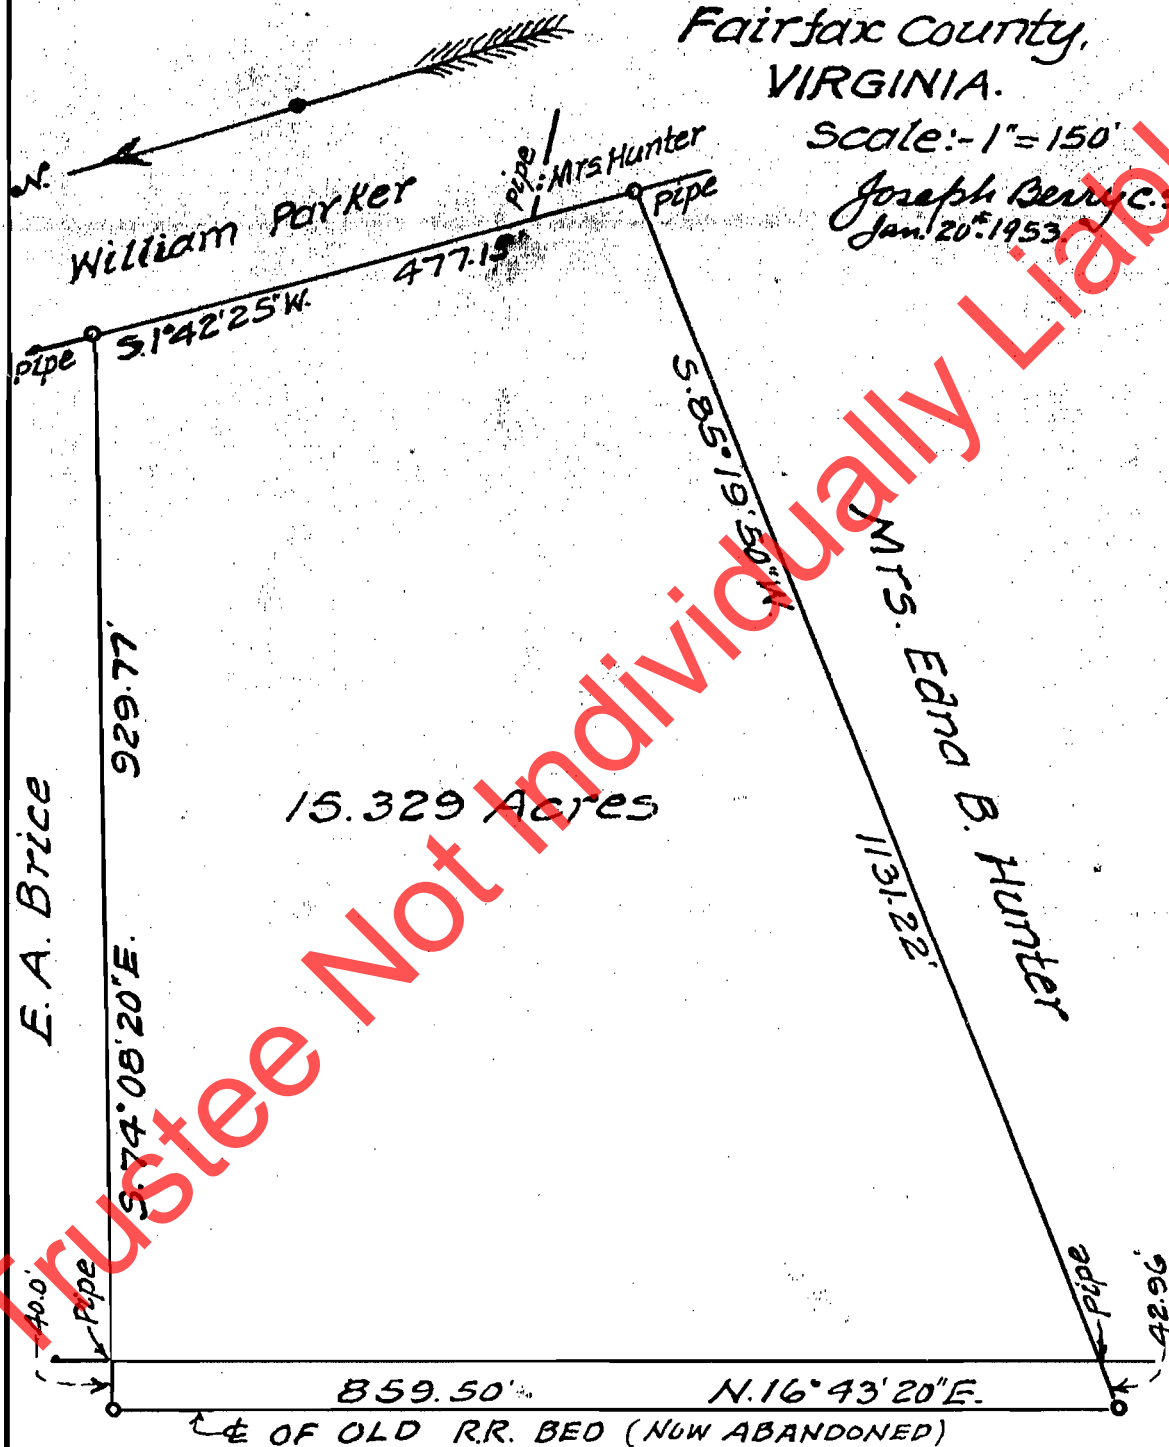 Fairfax County,
VIRGINIA.
Scale:- 1"= 150'
Joseph Berry C.S.
Jan. 20th 1953.
N.
William Parker
Pipe
Mrs Hunter
Pipe
477.15'
S.1°42'25"W.
Pipe
S.85°19'50"W.
1131.22'
Mrs. Edna B. Hunter
929.77'
S.74°08'20"E.
E. A. Brice
15.329 Acres
Trustee Not Individually Liabl
40.0'
Pipe
Pipe
42.96'
859.50' N.16°43'20"E.
℄ OF OLD R.R. BED (NOW ABANDONED)